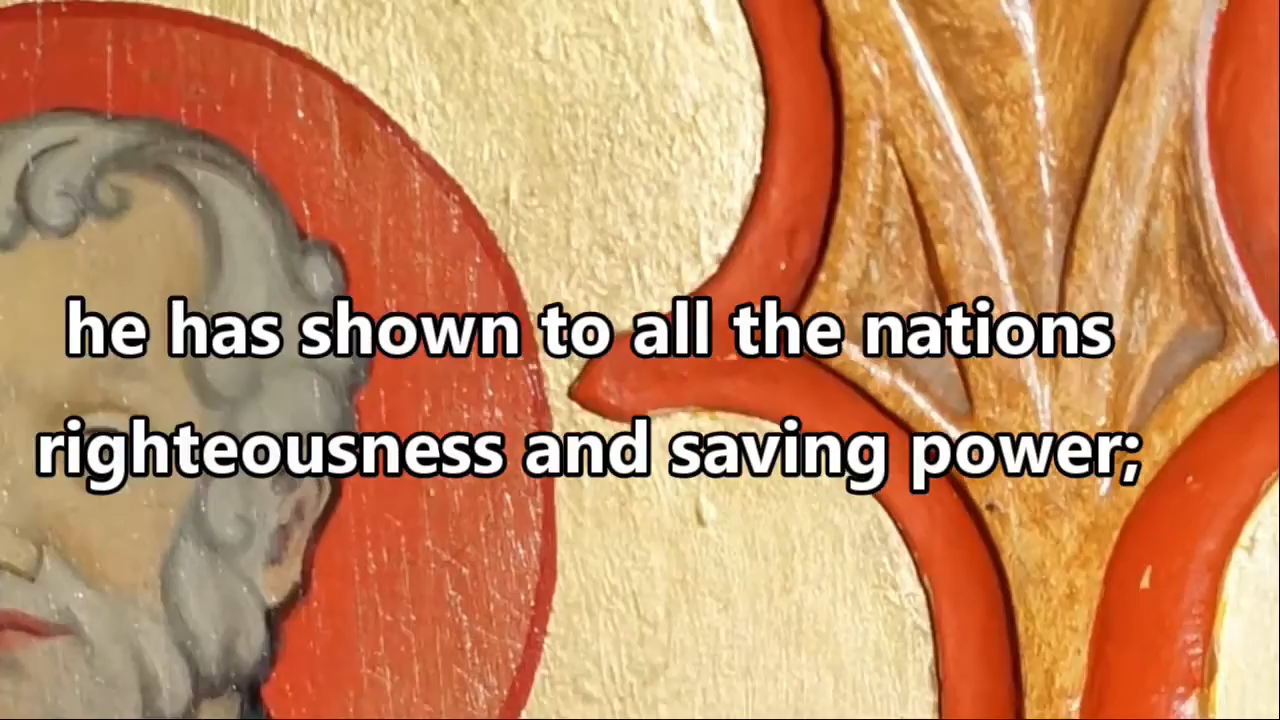 he has shown to all the nations
righteousness and saving power;